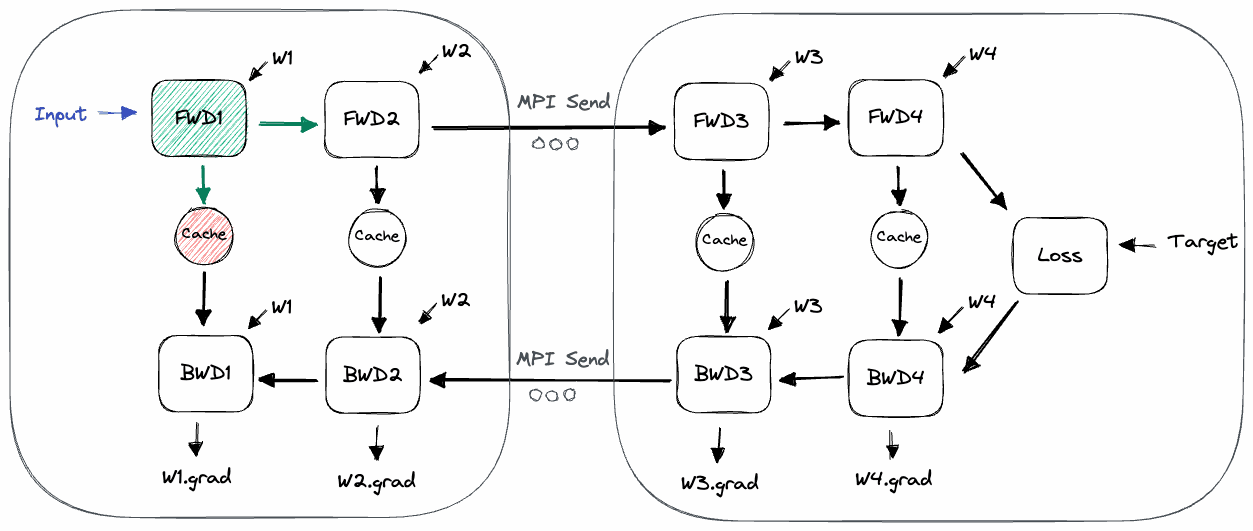 W1
W2
W3
W4
MPI Send
Input
FWD1
FWD2
FWD3
FWD4
Cache
Cache
Cache
Cache
Loss
Target
W1
W2
W3
W4
MPI Send
BWD1
BWD2
BWD3
BWD4
W1.grad
W2.grad
W3.grad
W4.grad